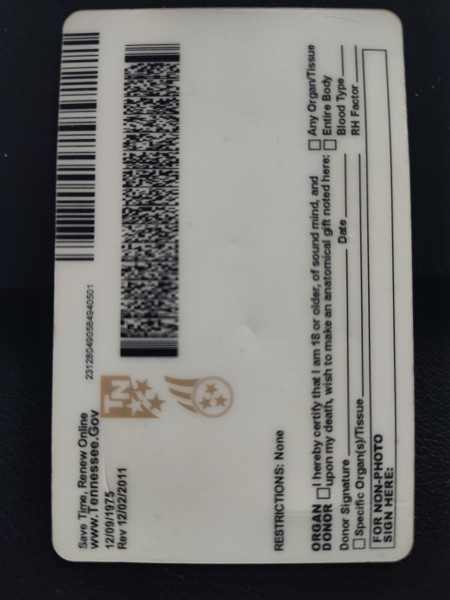 Save Time, Renew Online
www.Tennessee.Gov
12/09/1975
Rev 12/02/2011
2312804905849 40501
TN
RESTRICTIONS: None
ORGAN DONOR ☐ I hereby certify that I am 18 or older, of sound mind, and
upon my death, wish to make an anatomical gift noted here:
☐ Any Organ/Tissue
☐ Entire Body
Donor Signature Date Blood Type
☐ Specific Organ(s)/Tissue RH Factor
FOR NON-PHOTO
SIGN HERE: